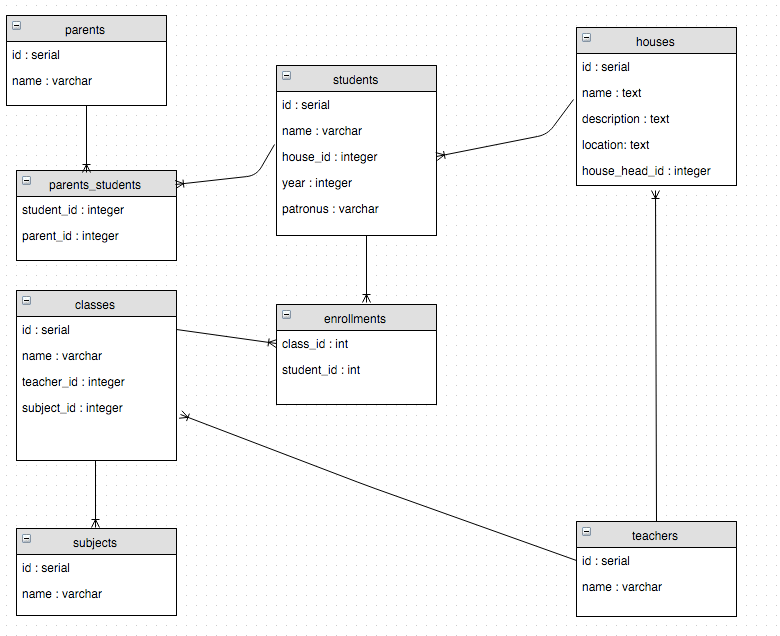 parents
id : serial
name : varchar
parents_students
student_id : integer
parent_id : integer
students
id : serial
name : varchar
house_id : integer
year : integer
patronus : varchar
houses
id : serial
name : text
description : text
location: text
house_head_id : integer
classes
id : serial
name : varchar
teacher_id : integer
subject_id : integer
enrollments
class_id : int
student_id : int
subjects
id : serial
name : varchar
teachers
id : serial
name : varchar